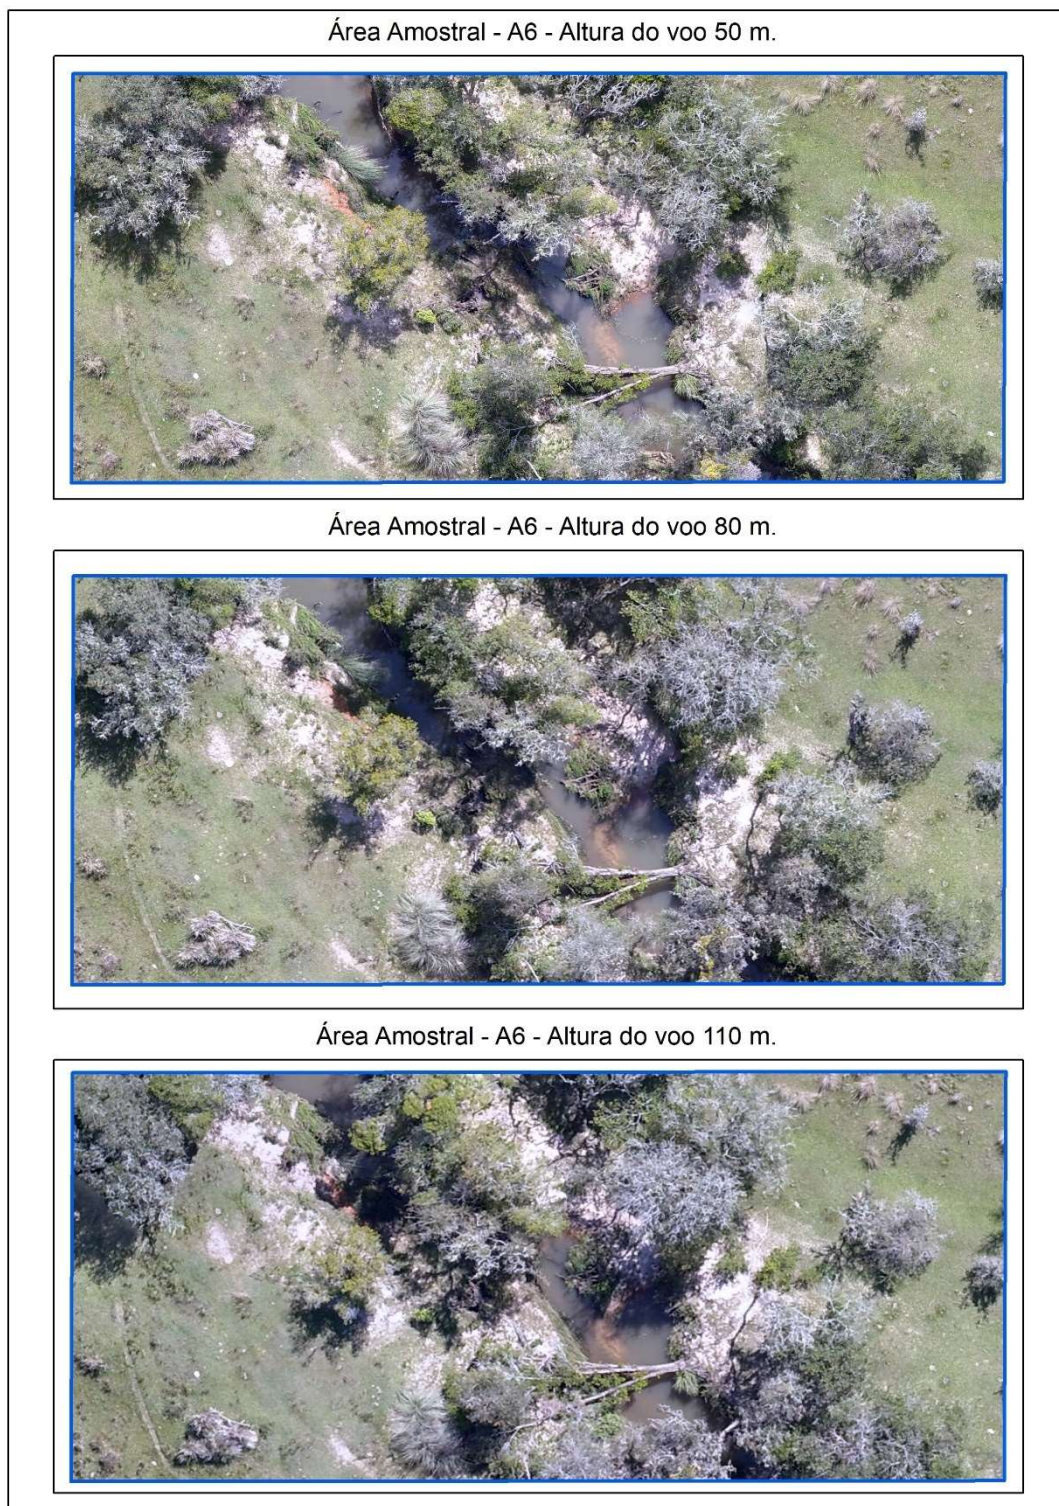 Área Amostral - A6 - Altura do voo 50 m.
Área Amostral - A6 - Altura do voo 80 m.
Área Amostral - A6 - Altura do voo 110 m.